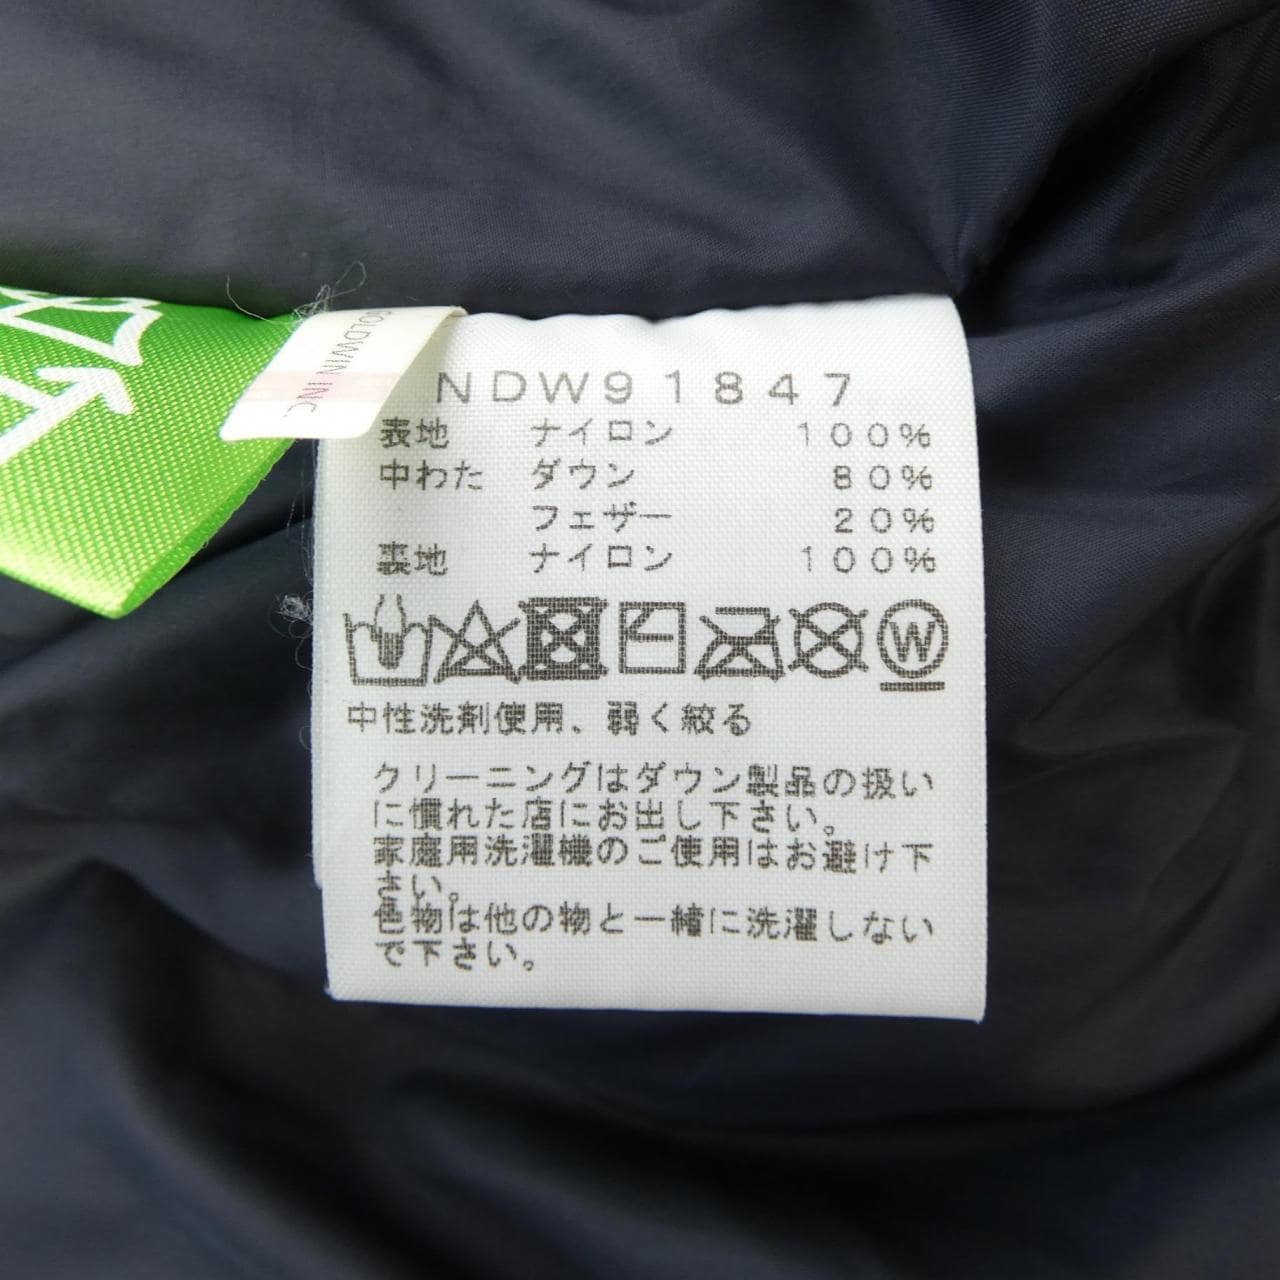 GOLDWIN INC
NDW91847
表地 ナイロン 100%
中わた ダウン 80%
フェザー 20%
裏地 ナイロン 100%
W
中性洗剤使用、弱く絞る
クリーニングはダウン製品の扱い
に慣れた店にお出し下さい。
家庭用洗濯機のご使用はお避け下
さい。
色物は他の物と一緒に洗濯しない
で下さい。